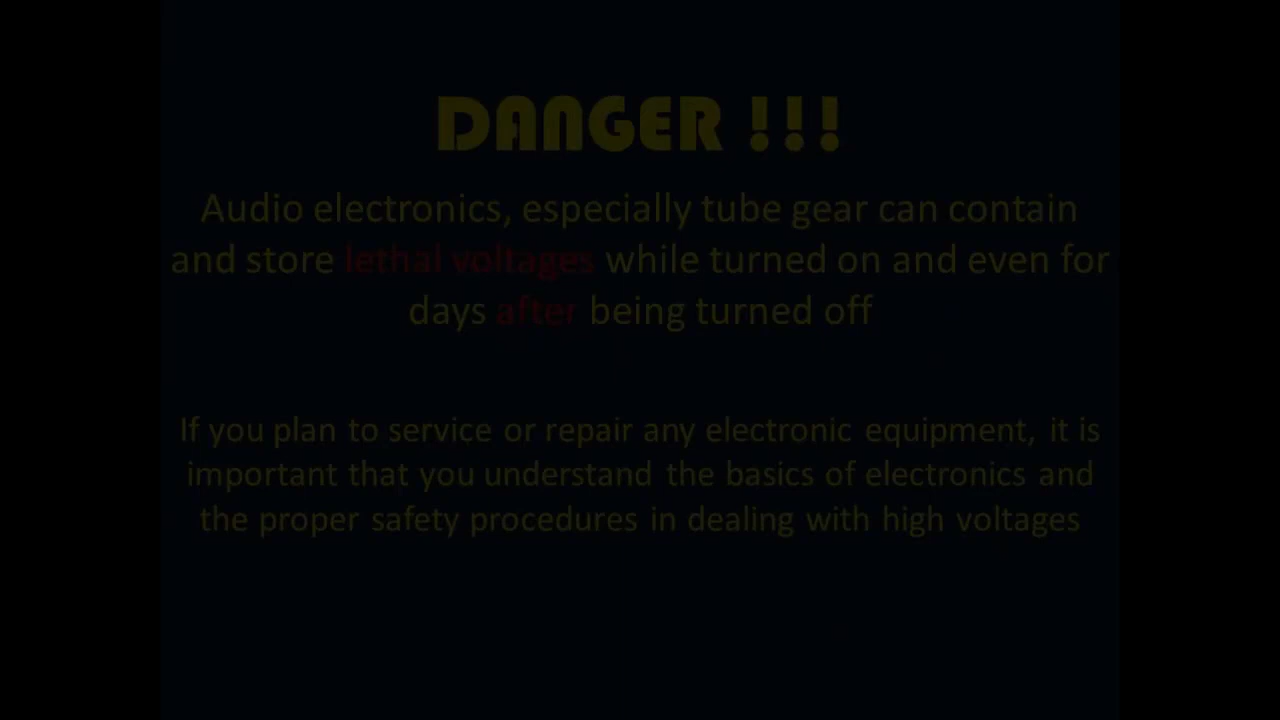 DANGER !!!
Audio electronics, especially tube gear can contain
and store lethal voltages while turned on and even for
days after being turned off
If you plan to service or repair any electronic equipment, it is
important that you understand the basics of electronics and
the proper safety procedures in dealing with high voltages